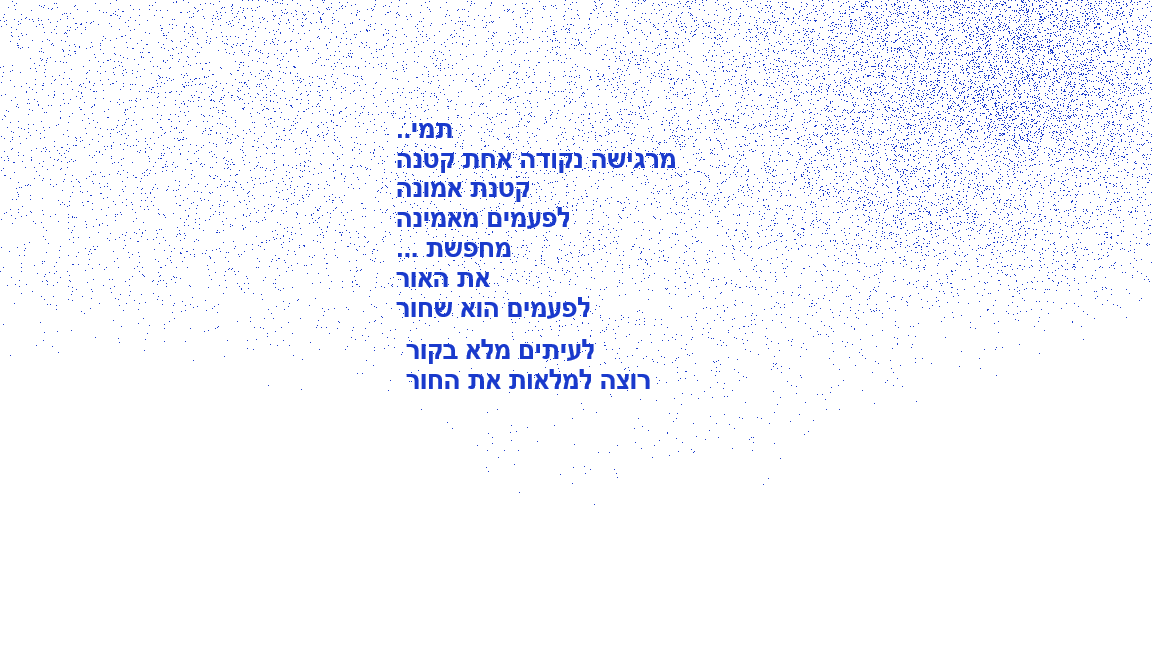 תמי..
מרגישה נקודה אחת קטנה
קטנת אמונה
לפעמים מאמינה
מחפשת ...
את האור
לפעמים הוא שחור
לעיתים מלא בקור
רוצה למלאות את החור